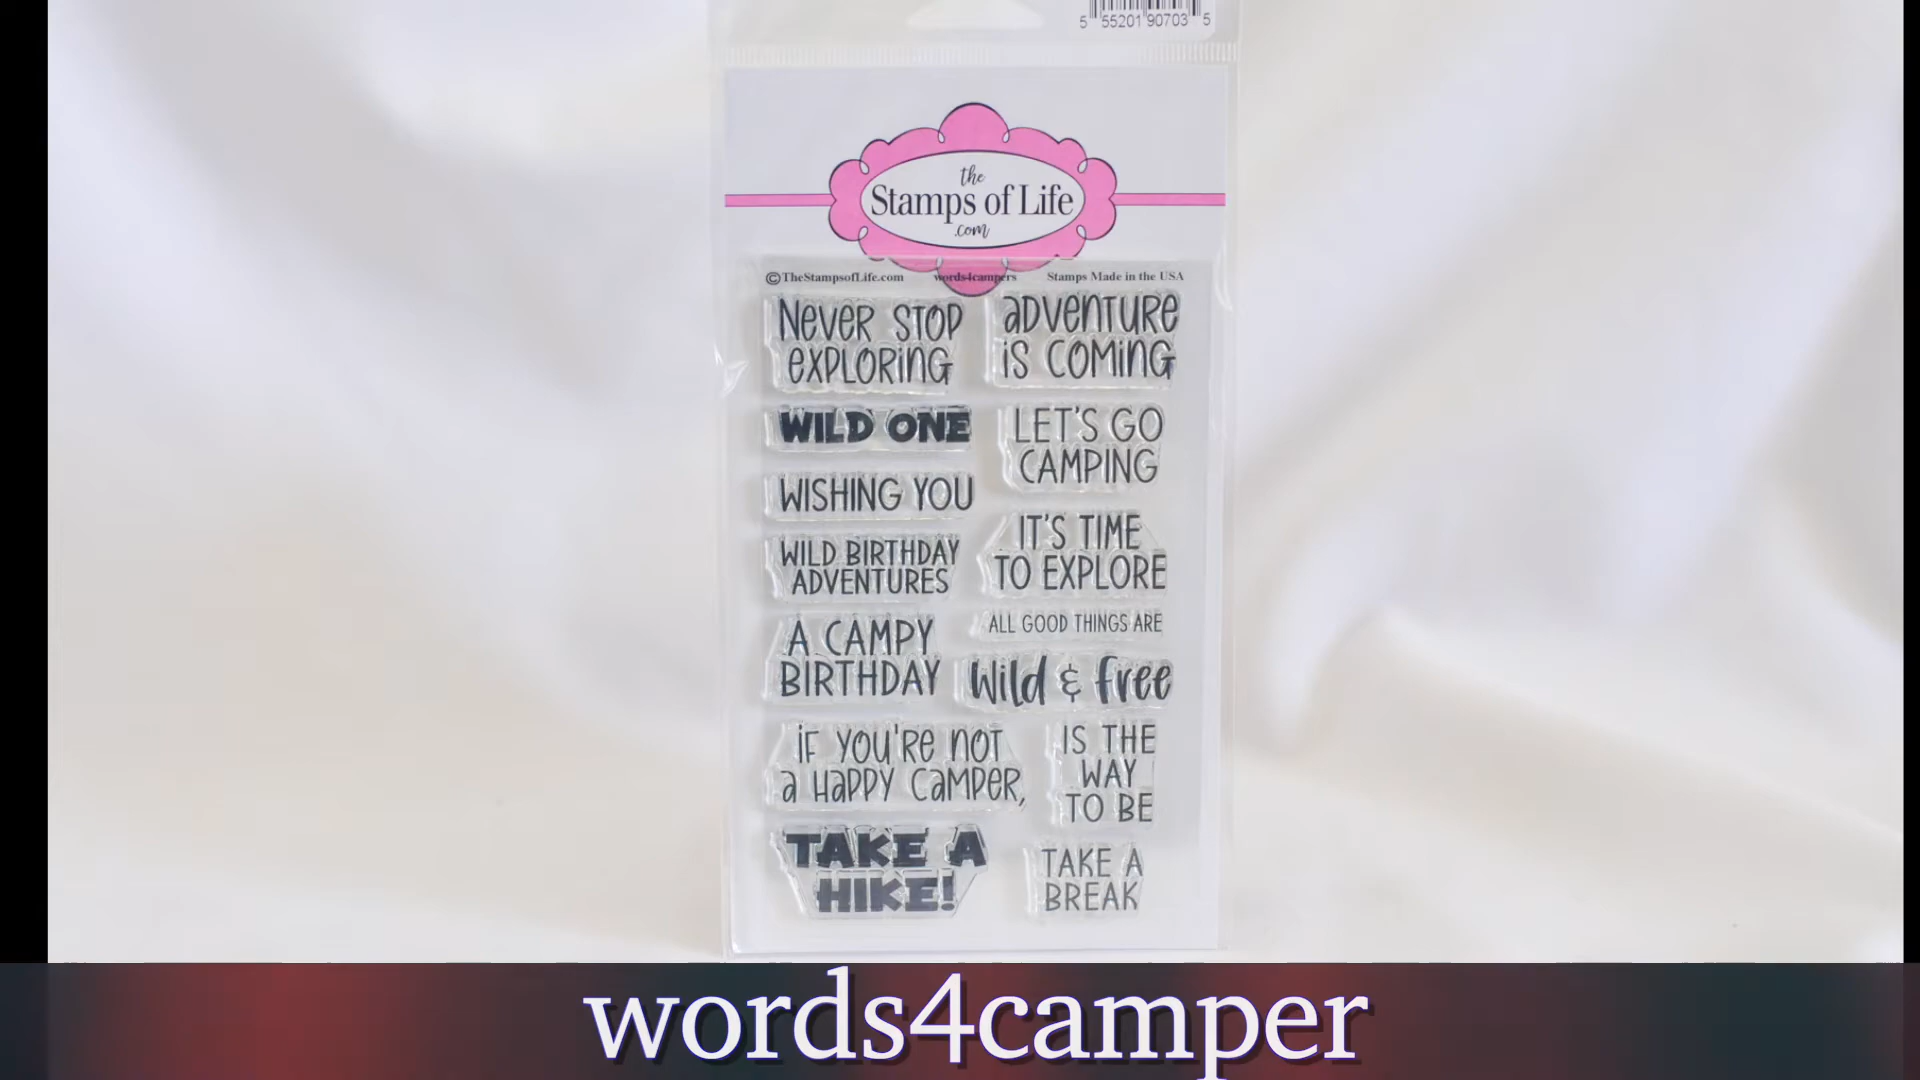 5 55201 90703 5
the
Stamps of Life
.com
©TheStampsofLife.com words4campers Stamps Made in the USA
Never stop
exploring
adventure
is coming
WILD ONE
LET'S GO
CAMPING
WISHING YOU
IT'S TIME
TO EXPLORE
WILD BIRTHDAY
ADVENTURES
ALL GOOD THINGS ARE
A CAMPY
BIRTHDAY
Wild & free
if you're not
a happy camper,
IS THE
WAY
TO BE
TAKE A
HIKE!
TAKE A
BREAK
words4camper